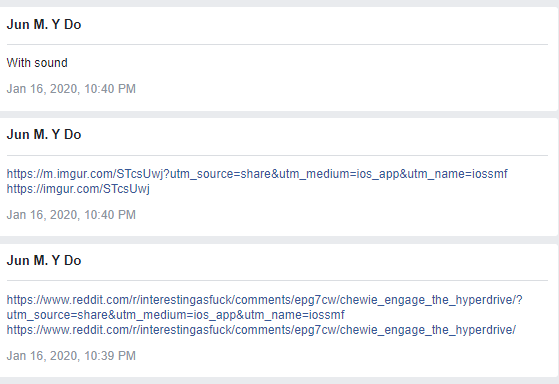 Jun M. Y Do
With sound
Jan 16, 2020, 10:40 PM
Jun M. Y Do
https://m.imgur.com/STcsUwj?utm_source=share&utm_medium=ios_app&utm_name=iossmf
https://imgur.com/STcsUwj
Jan 16, 2020, 10:40 PM
Jun M. Y Do
https://www.reddit.com/r/interestingasfuck/comments/epg7cw/chewie_engage_the_hyperdrive/?
utm_source=share&utm_medium=ios_app&utm_name=iossmf
https://www.reddit.com/r/interestingasfuck/comments/epg7cw/chewie_engage_the_hyperdrive/
Jan 16, 2020, 10:39 PM